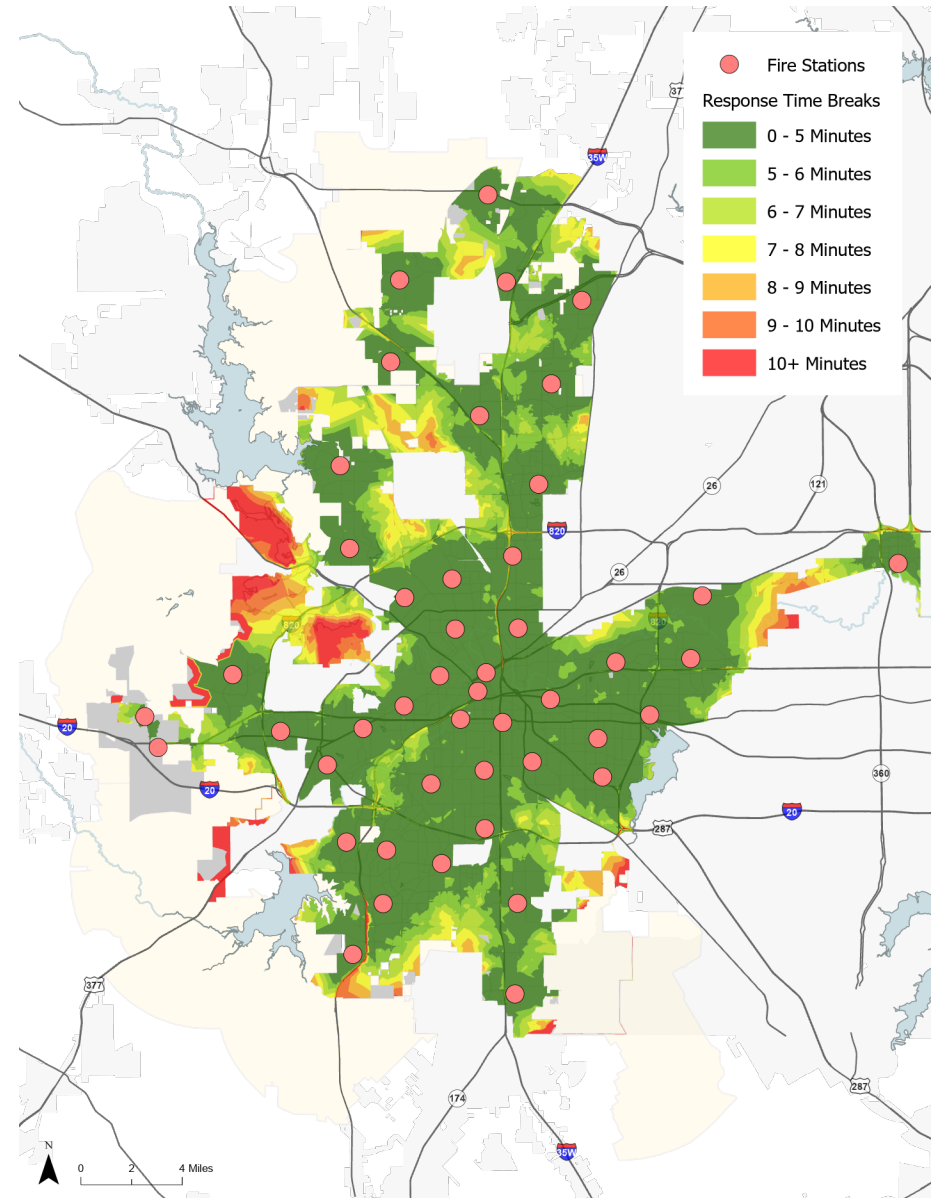 Fire Stations
Response Time Breaks
0 - 5 Minutes
5 - 6 Minutes
6 - 7 Minutes
7 - 8 Minutes
8 - 9 Minutes
9 - 10 Minutes
10+ Minutes
37
35W
26
121
820
26
820
820
20
20
360
20
287
377
287
174
35W
N
0 2 4 Miles